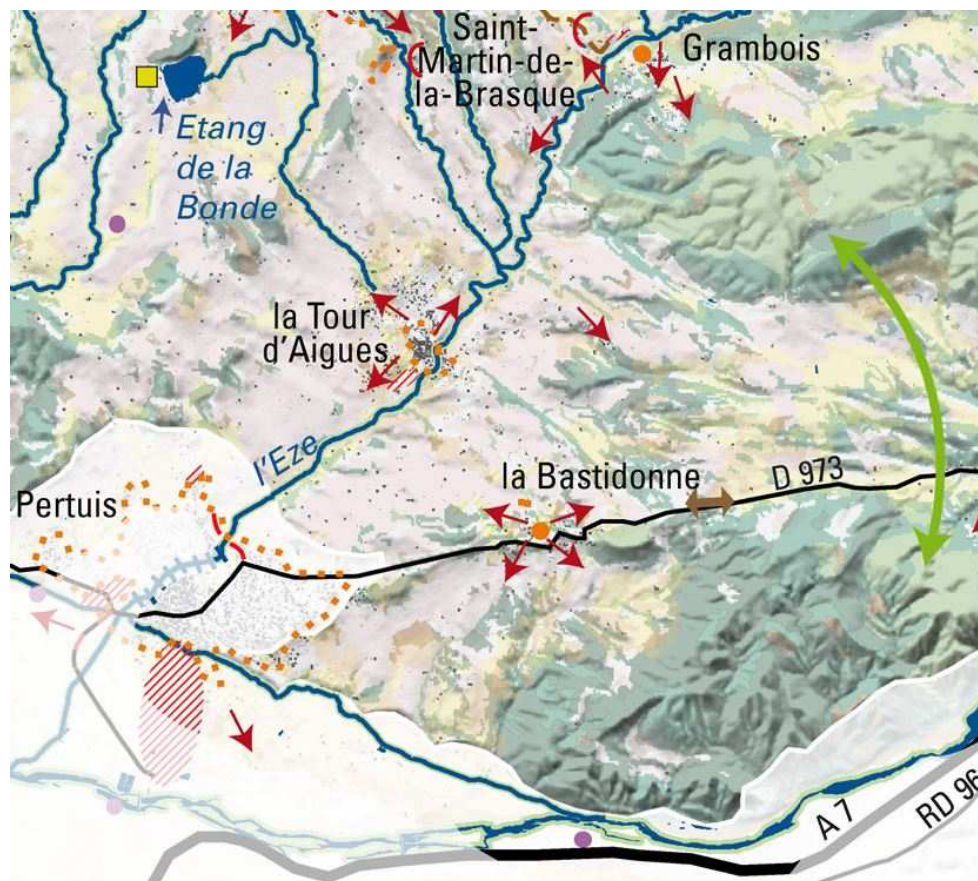 Saint-
Martin-de-
la-Brasque
Grambois
Etang
de la
Bonde
la Tour
d'Aigues
l'Eze
la Bastidonne
D 973
Pertuis
A 7
RD 96